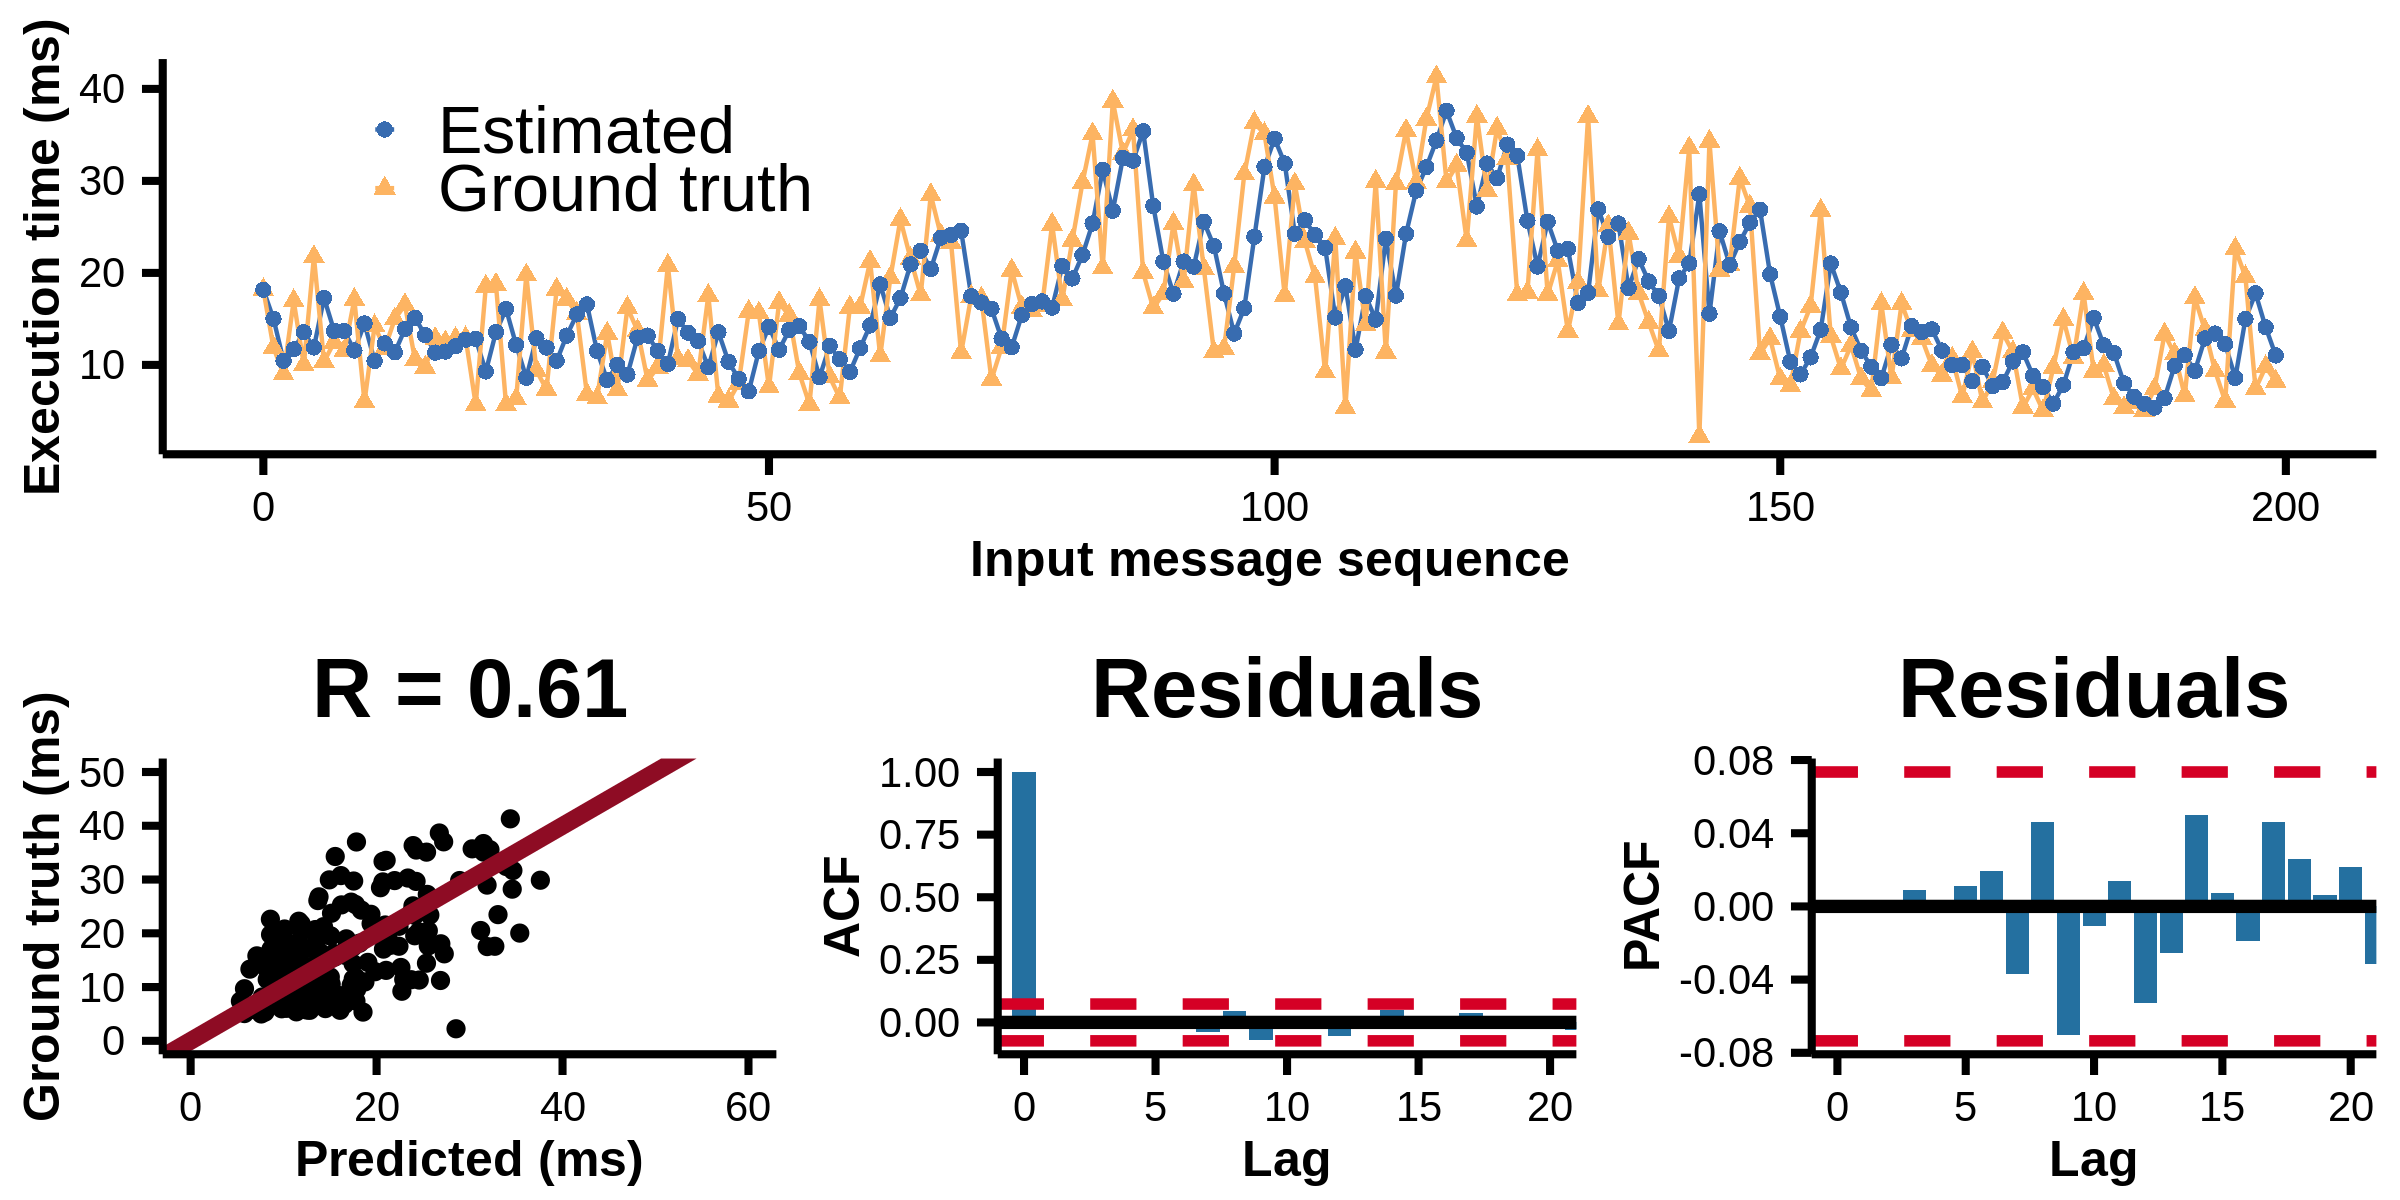 Execution time (ms)
40
30
20
10
Estimated
Ground truth
0 50 100 150 200
Input message sequence
R = 0.61
Ground truth (ms)
50
40
30
20
10
0
0 20 40 60
Predicted (ms)
Residuals
ACF
1.00
0.75
0.50
0.25
0.00
0 5 10 15 20
Lag
Residuals
PACF
0.08
0.04
0.00
-0.04
-0.08
0 5 10 15 20
Lag